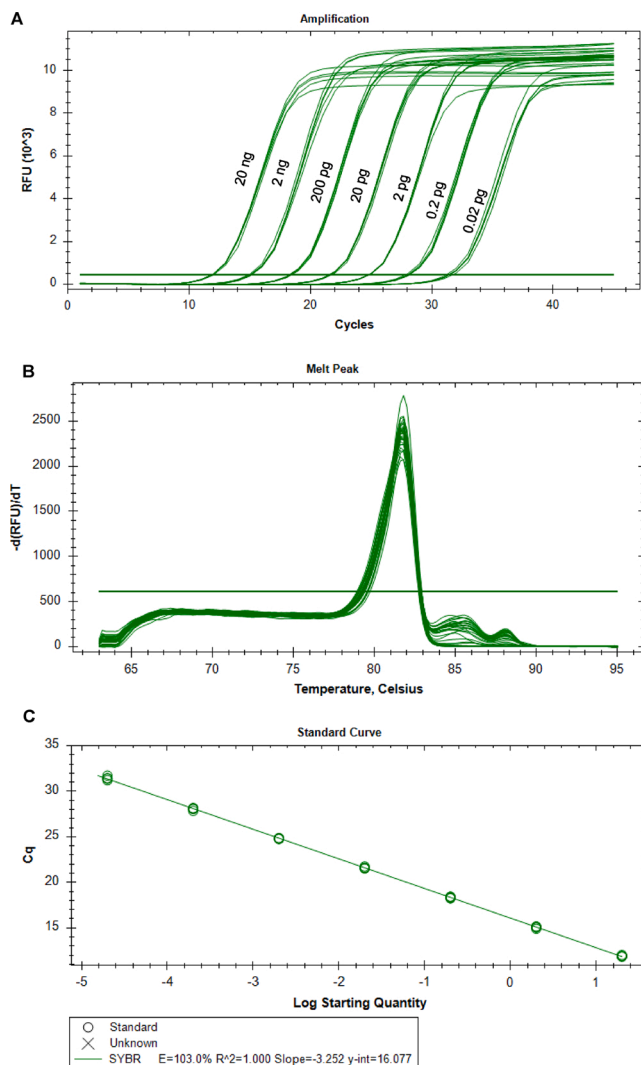 A
Amplification
10
8
6
4
2
0
RFU (10^3)
20 ng
2 ng
200 pg
20 pg
2 pg
0.2 pg
0.02 pg
0
10
20
30
40
Cycles
B
Melt Peak
2500
2000
1500
1000
500
0
-d(RFU)/dT
65
70
75
80
85
90
95
Temperature, Celsius
C
Standard Curve
35
30
25
20
15
Cq
-5
-4
-3
-2
-1
0
1
Log Starting Quantity
Standard
Unknown
SYBR E=103.0% R^2=1.000 Slope=-3.252 y-int=16.077